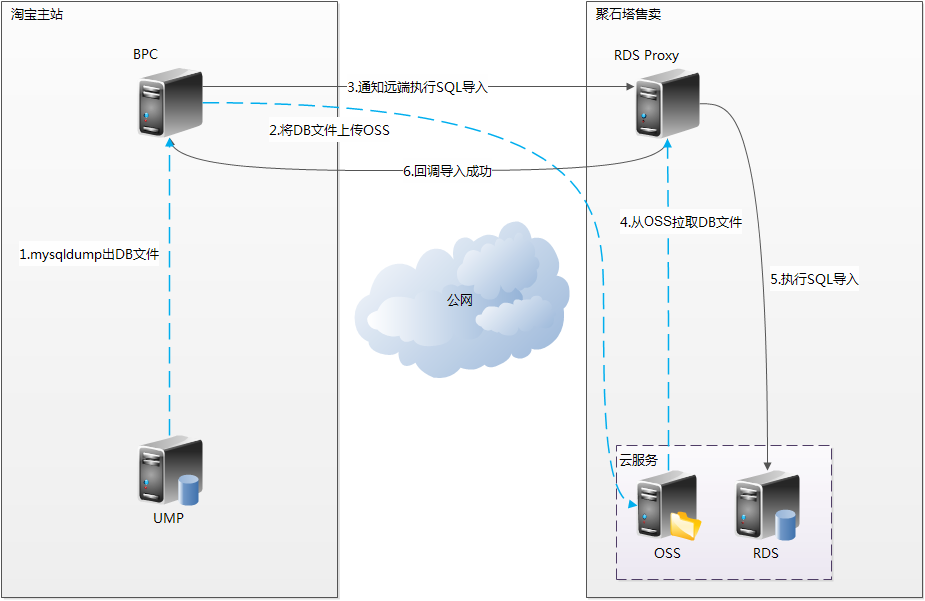 淘宝主站
聚石塔售卖
BPC
RDS Proxy
3.通知远端执行SQL导入
2.将DB文件上传OSS
6.回调导入成功
4.从OSS拉取DB文件
1.mysqldump出DB文件
5.执行SQL导入
公网
云服务
UMP
OSS
RDS